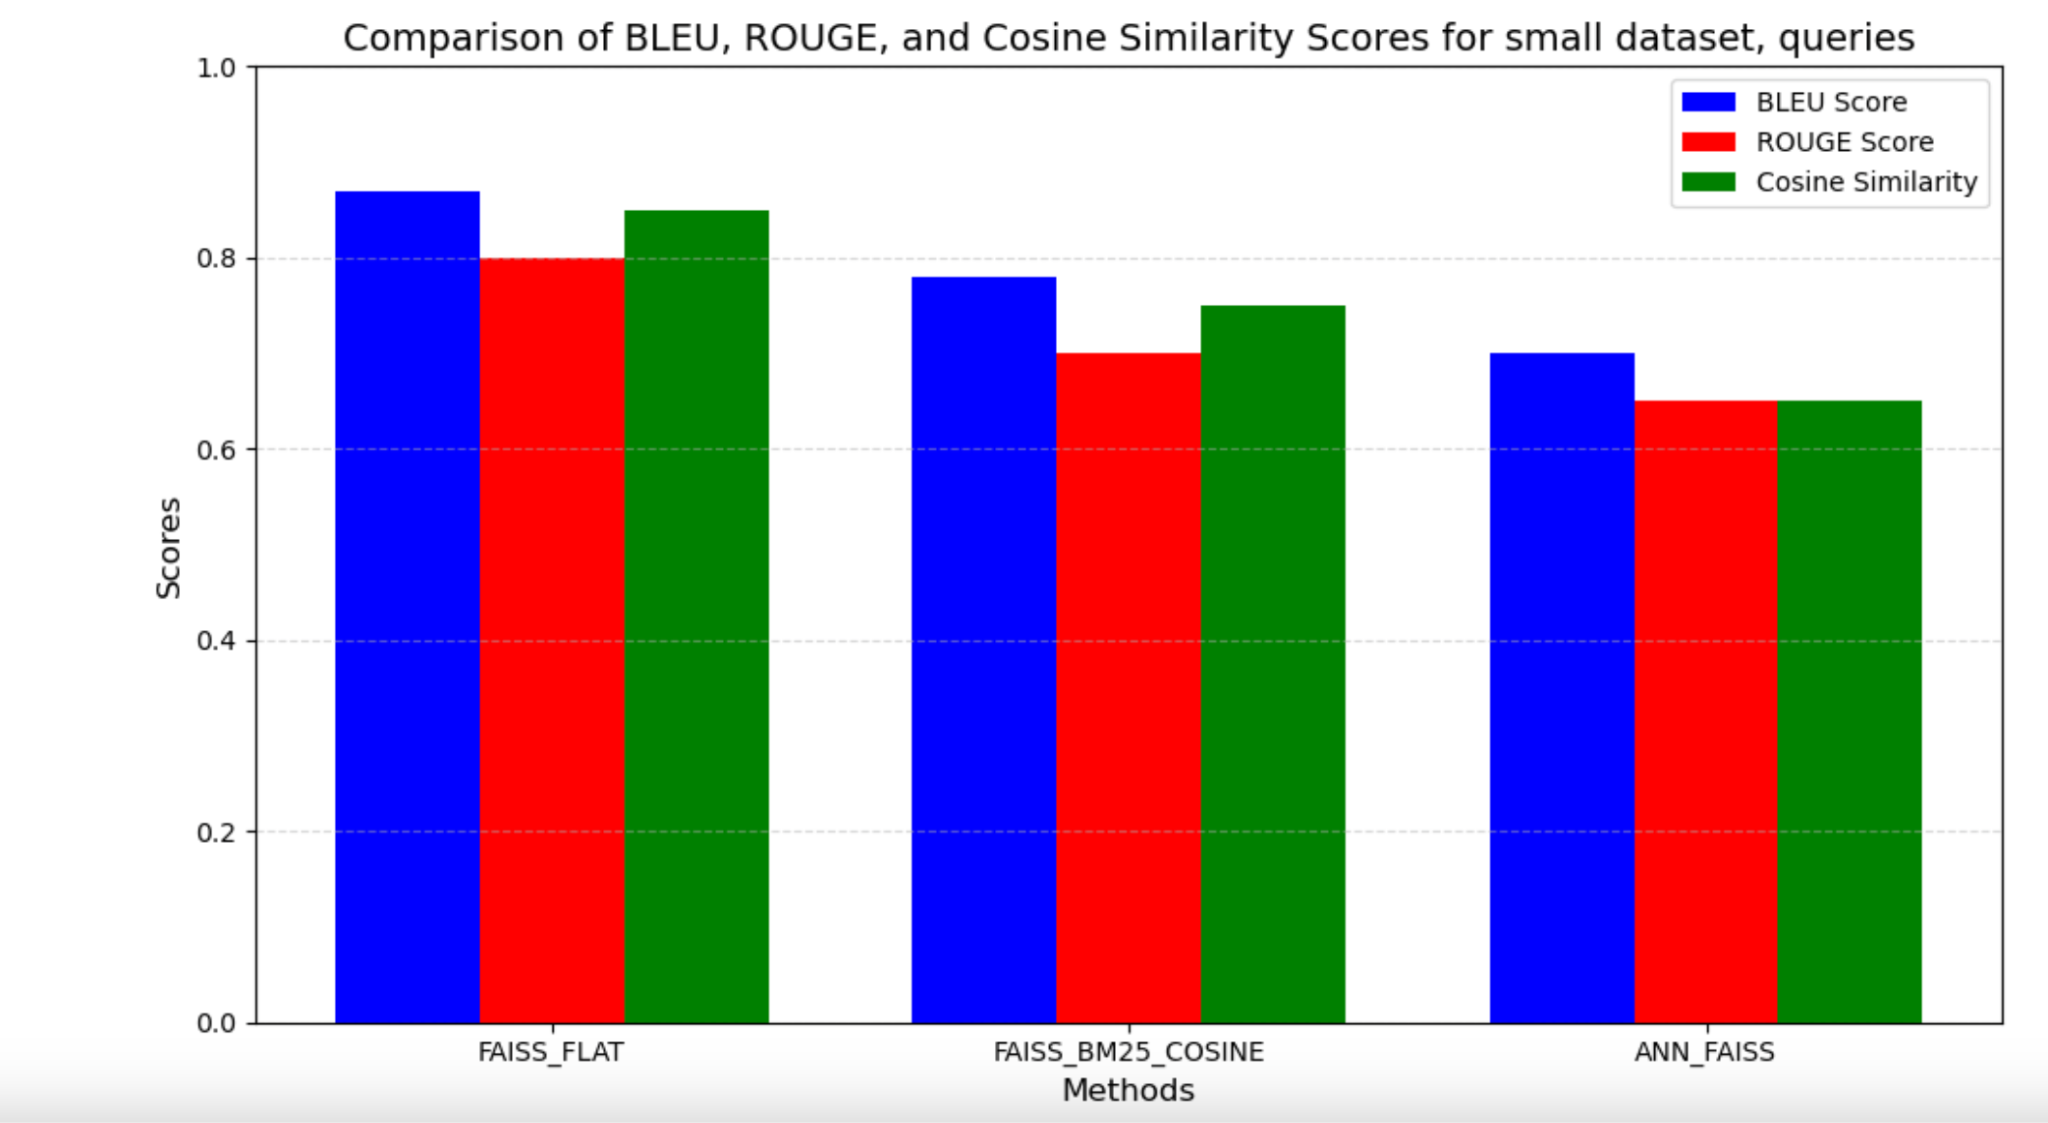 Comparison of BLEU, ROUGE, and Cosine Similarity Scores for small dataset, queries
1.0
BLEU Score
ROUGE Score
Cosine Similarity
0.8
0.6
Scores
0.4
0.2
0.0
FAISS_FLAT
FAISS_BM25_COSINE
ANN_FAISS
Methods